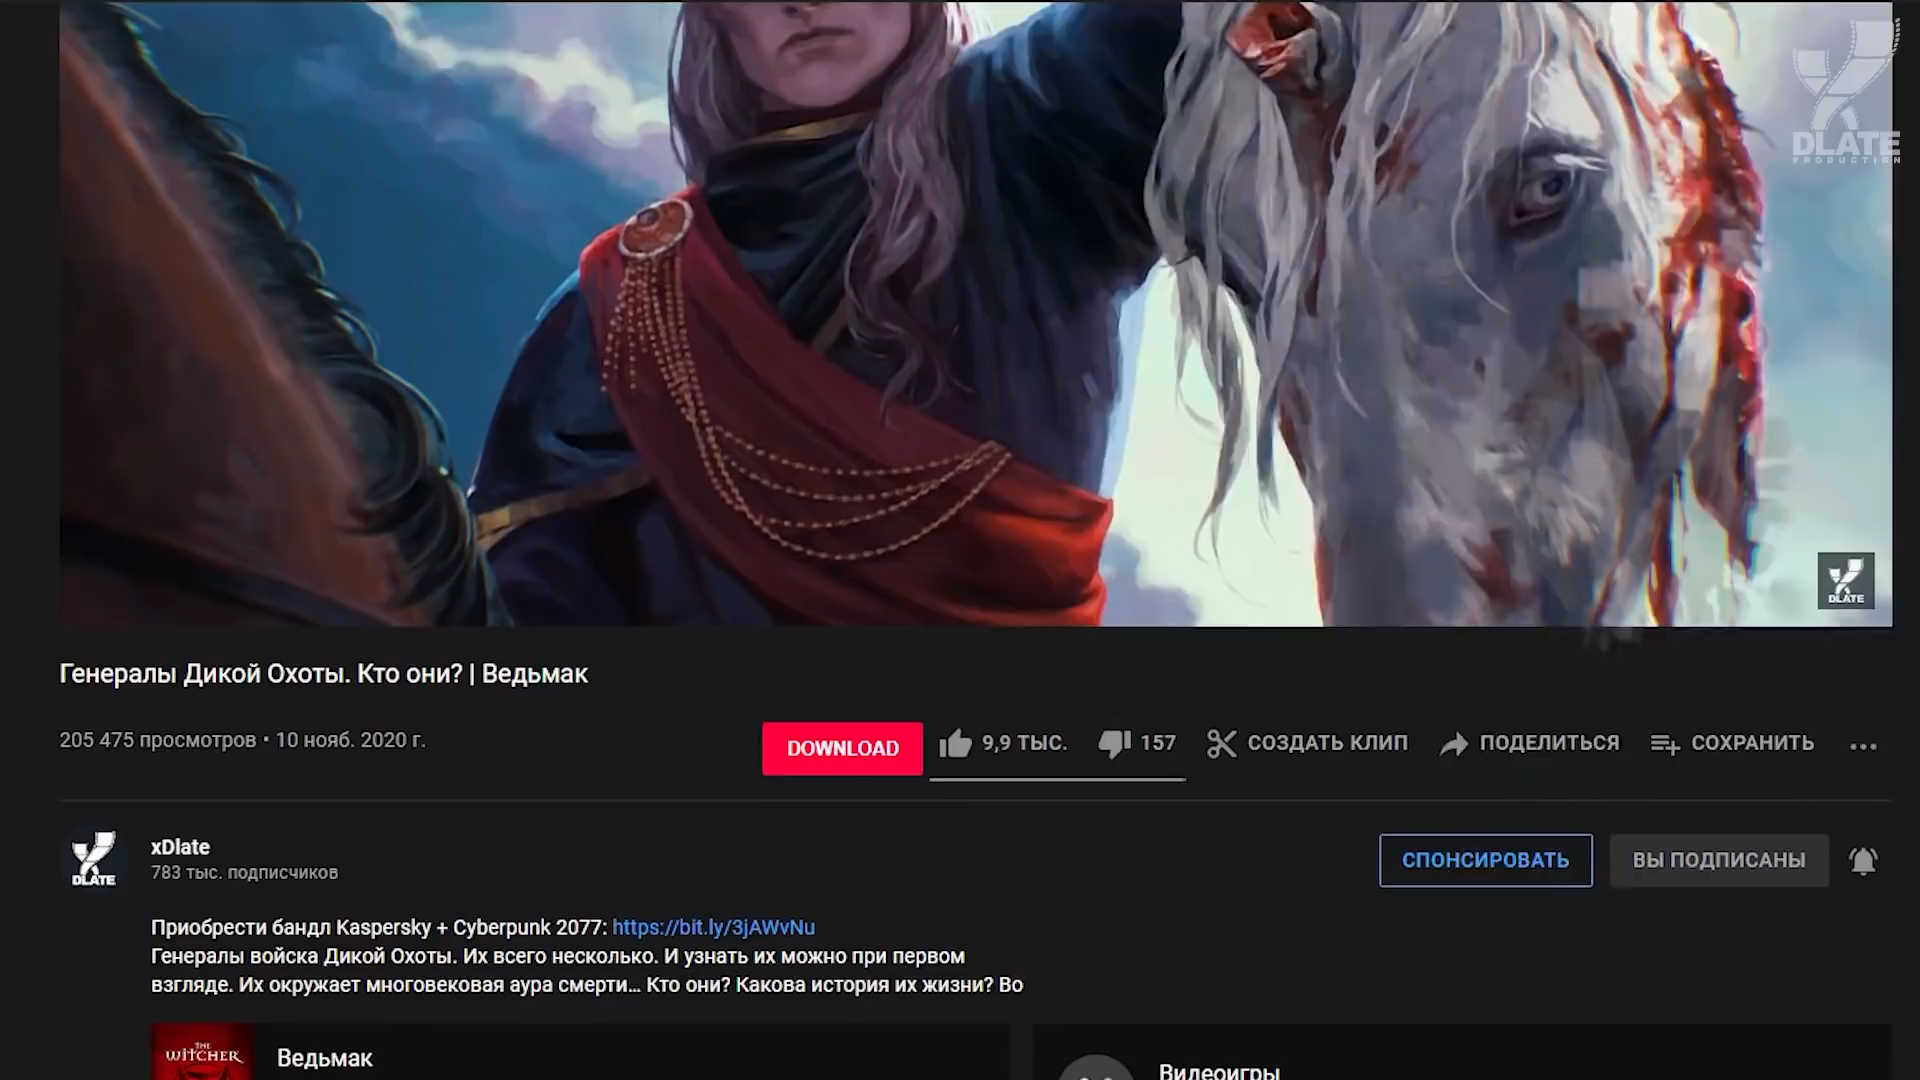 DLATE
PRODUCTION
DLATE
Генералы Дикой Охоты. Кто они? | Ведьмак
205 475 просмотров • 10 нояб. 2020 г.
DOWNLOAD
9,9 ТЫС.
157
СОЗДАТЬ КЛИП
ПОДЕЛИТЬСЯ
СОХРАНИТЬ
DLATE
xDlate
783 тыс. подписчиков
СПОНСИРОВАТЬ
ВЫ ПОДПИСАНЫ
Приобрести бандл Kaspersky + Cyberpunk 2077: https://bit.ly/3jAWvNu
Генералы войска Дикой Охоты. Их всего несколько. И узнать их можно при первом
взгляде. Их окружает многовековая аура смерти… Кто они? Какова история их жизни? Во
THE
WITCHER
Ведьмак
Видеоигры